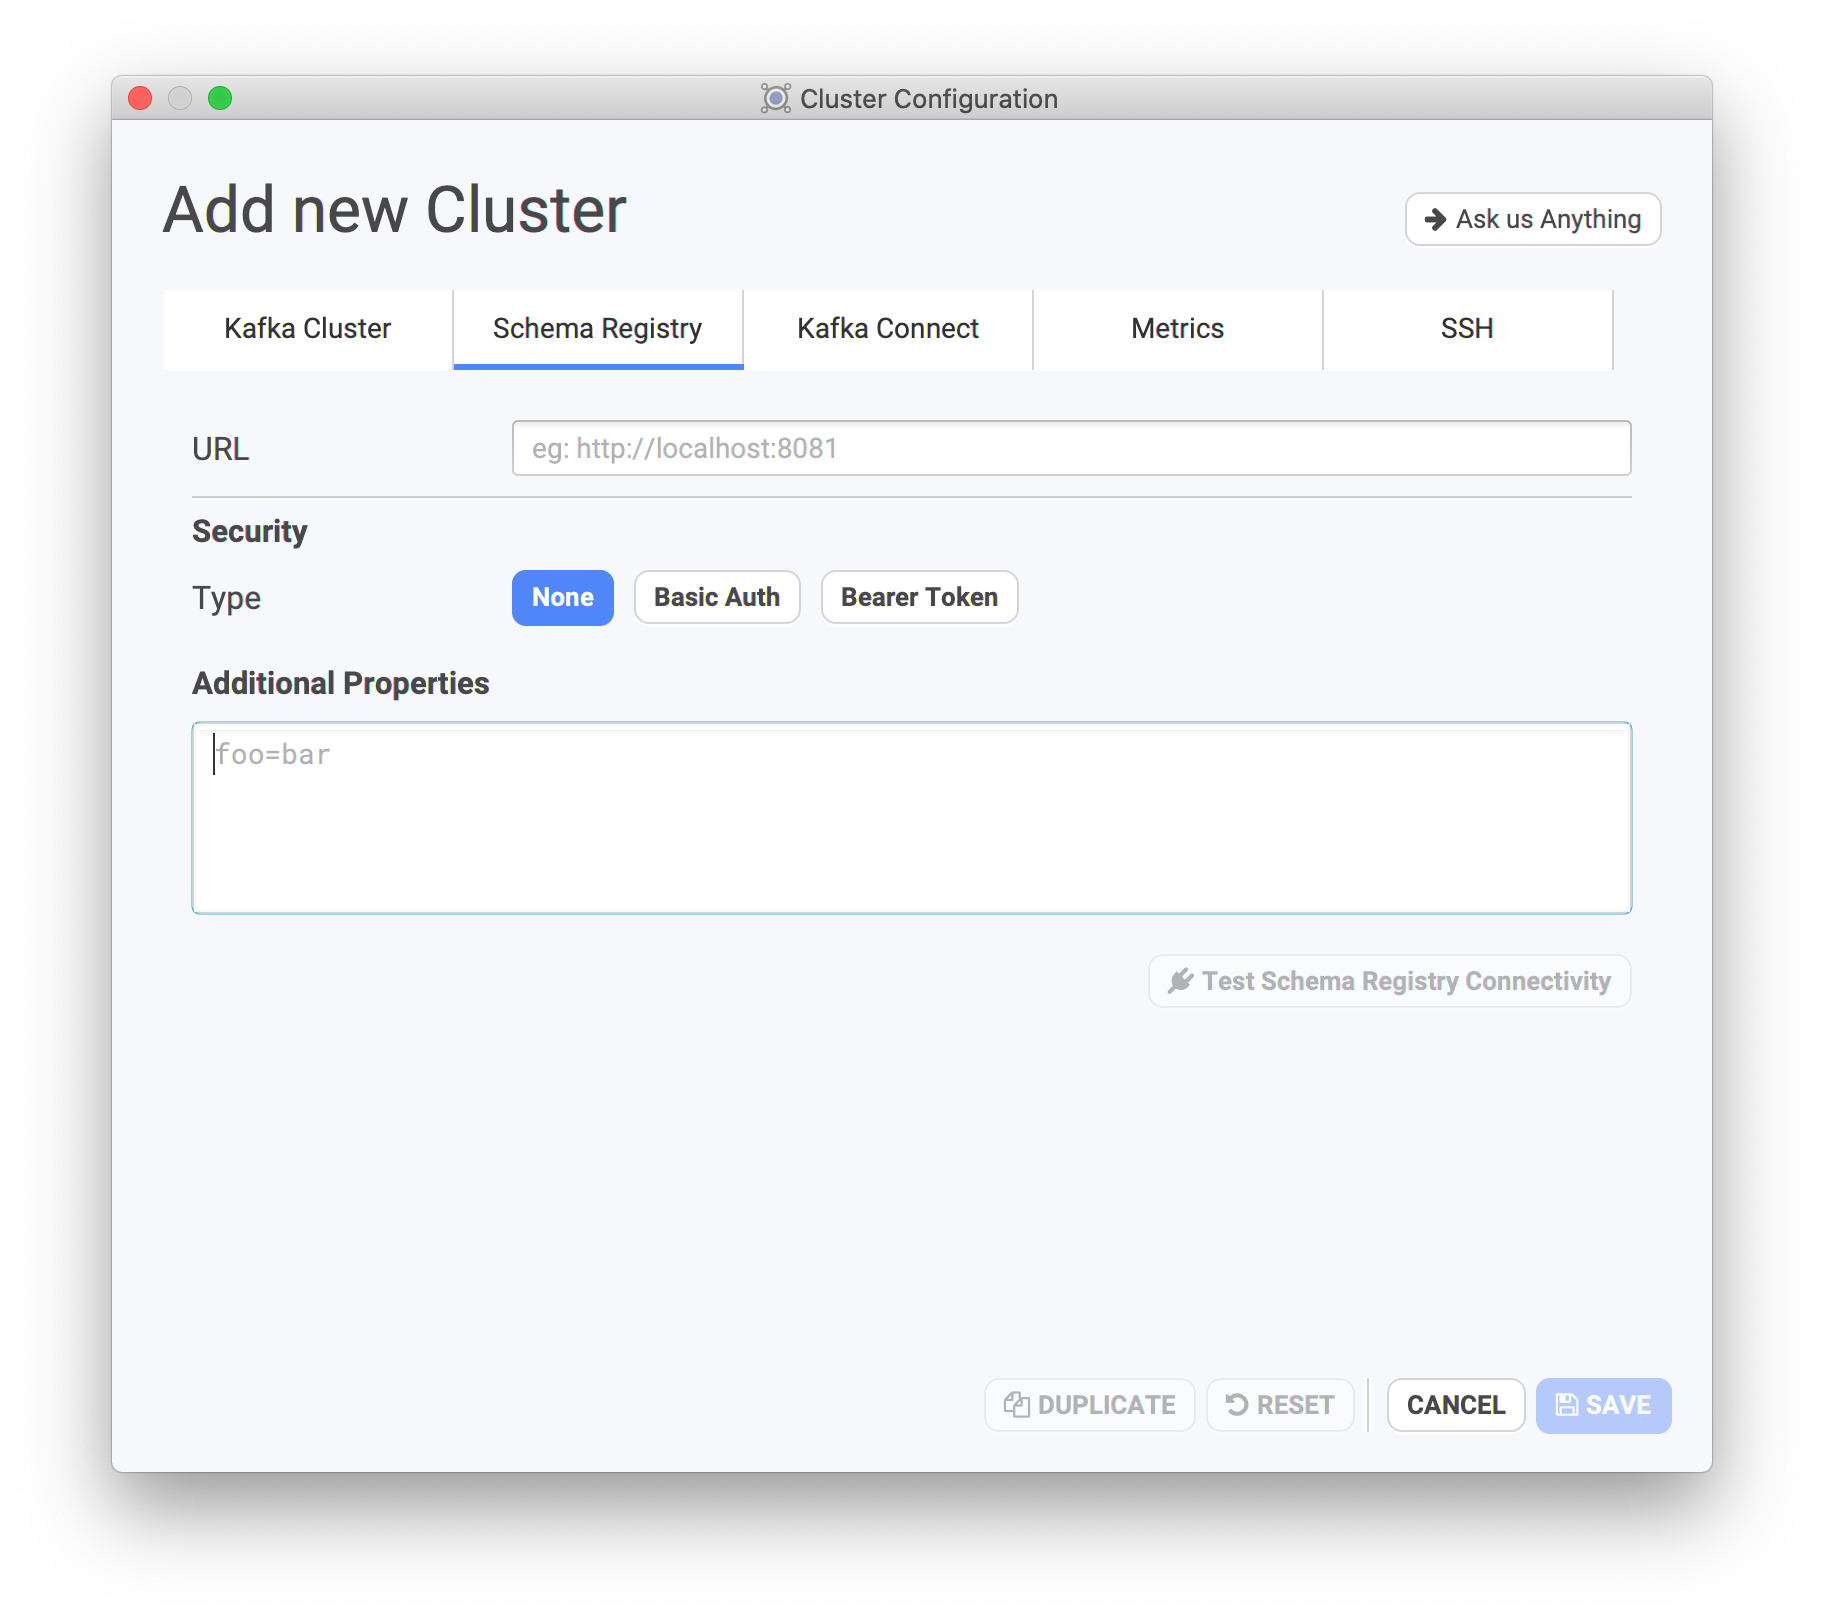 Cluster Configuration
Add new Cluster
Ask us Anything
Kafka Cluster
Schema Registry
Kafka Connect
Metrics
SSH
URL
eg: http://localhost:8081
Security
Type
None
Basic Auth
Bearer Token
Additional Properties
foo=bar
Test Schema Registry Connectivity
DUPLICATE
RESET
CANCEL
SAVE